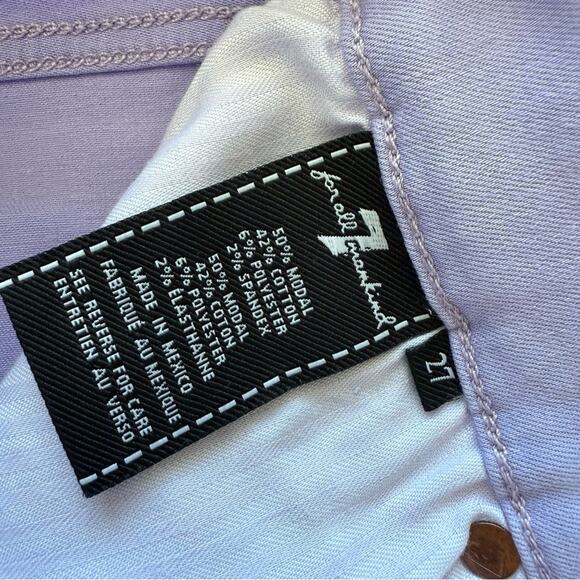 7
for all mankind
50% MODAL
42% COTTON
6% POLYESTER
2% SPANDEX
50% MODAL
42% COTON
6% POLYESTER
2% ELASTHANNE
MADE IN MEXICO
FABRIQUÉ AU MEXIQUE
SEE REVERSE FOR CARE
ENTRETIEN AU VERSO
27